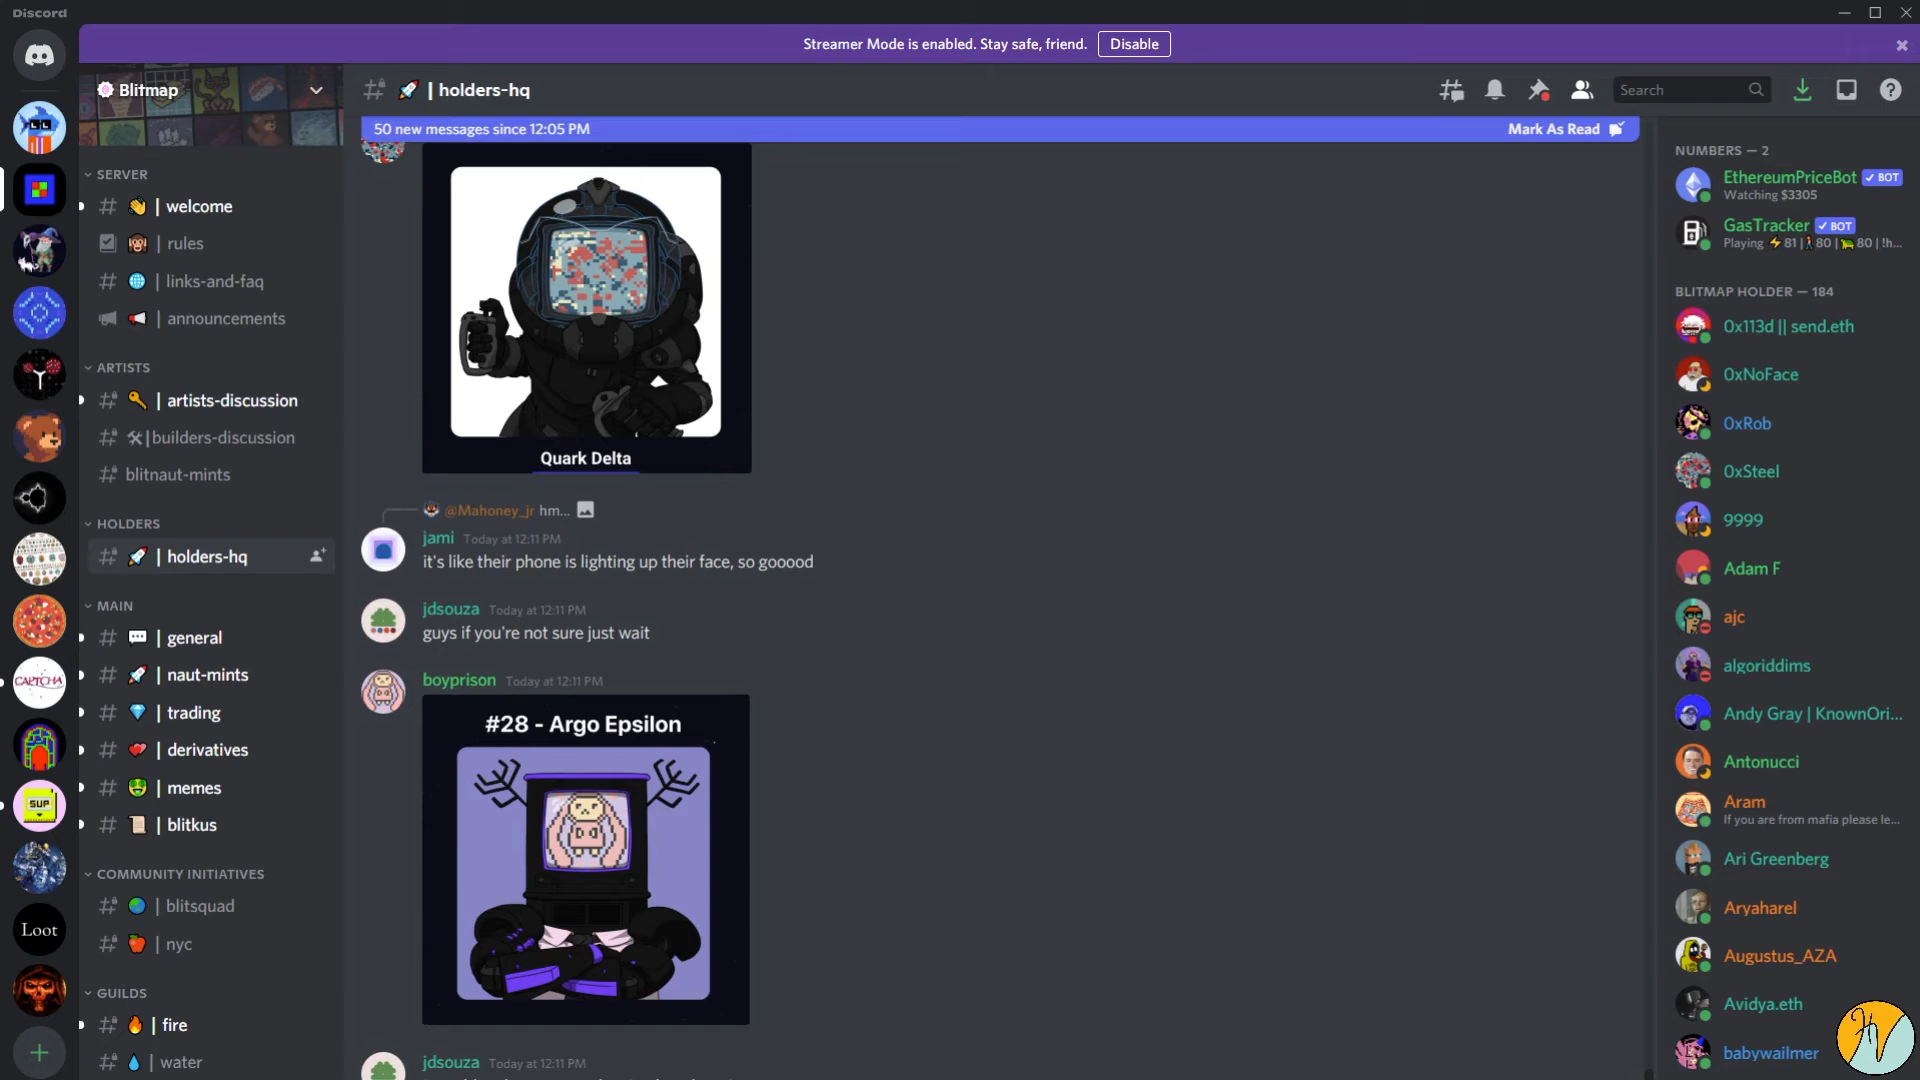 Discord
Streamer Mode is enabled. Stay safe, friend.
Disable
Blitmap
| holders-hq
Search
50 new messages since 12:05 PM
Mark As Read
SERVER
| welcome
| rules
| links-and-faq
| announcements
ARTISTS
| artists-discussion
|builders-discussion
blitnaut-mints
HOLDERS
| holders-hq
MAIN
| general
| naut-mints
| trading
| derivatives
| memes
| blitkus
COMMUNITY INITIATIVES
| blitsquad
| nyc
GUILDS
| fire
| water
CAPTCHA
SUP
Loot
Quark Delta
@Mahoney_jr hm...
jami Today at 12:11 PM
it's like their phone is lighting up their face, so gooood
jdsouza Today at 12:11 PM
guys if you're not sure just wait
boyprison Today at 12:11 PM
#28 - Argo Epsilon
jdsouza Today at 12:11 PM
NUMBERS — 2
EthereumPriceBot ✓ BOT
Watching $3305
GasTracker ✓ BOT
Playing ⚡81 |🚶80 | 🐢 80 | !h...
BLITMAP HOLDER — 184
0x113d || send.eth
0xNoFace
0xRob
0xSteel
9999
Adam F
ajc
algoriddims
Andy Gray | KnownOri...
Antonucci
Aram
If you are from mafia please le...
Ari Greenberg
Aryaharel
Augustus_AZA
Avidya.eth
babywailmer